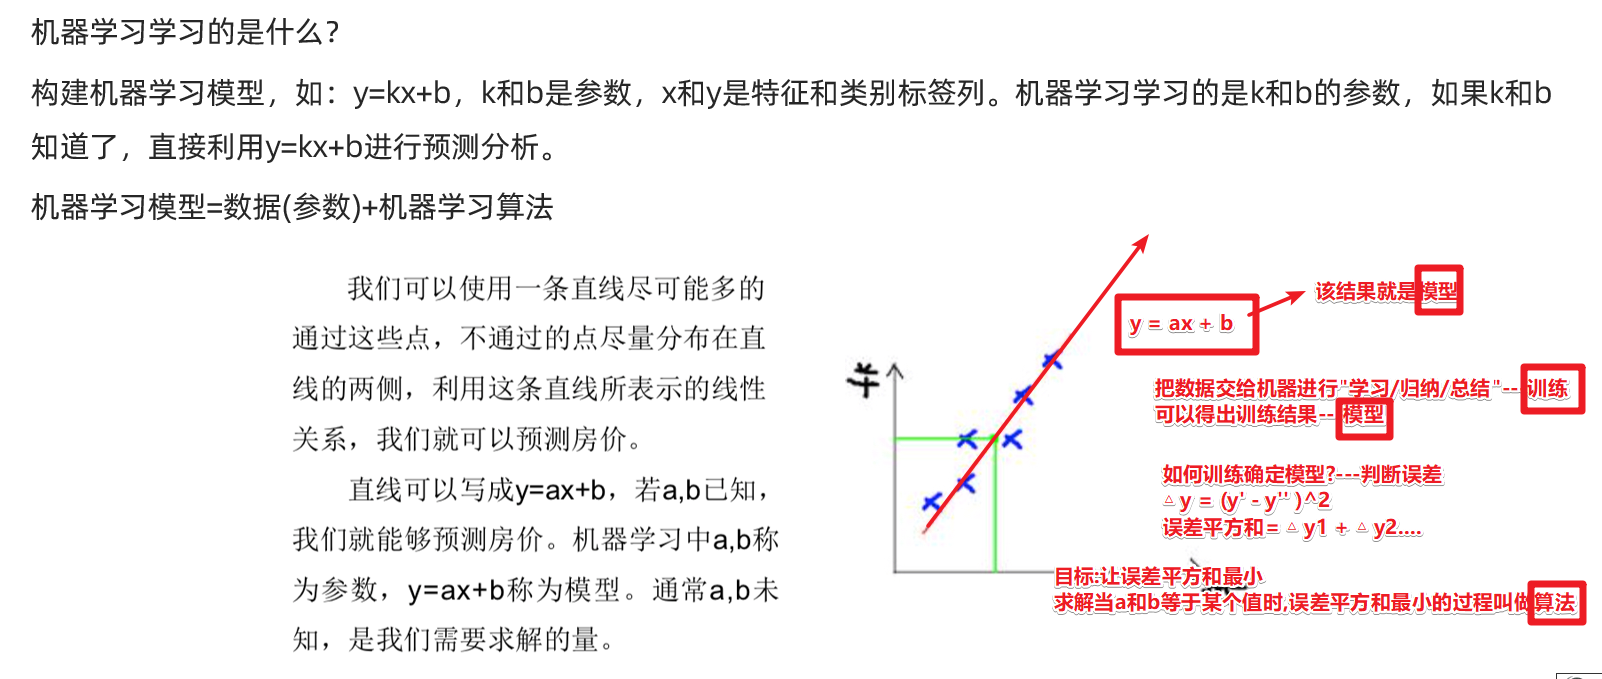 机器学习学习的是什么？
构建机器学习模型，如：y=kx+b，k和b是参数，x和y是特征和类别标签列。机器学习学习的是k和b的参数，如果k和b
知道了，直接利用y=kx+b进行预测分析。
机器学习模型=数据(参数)+机器学习算法
我们可以使用一条直线尽可能多的
通过这些点，不通过的点尽量分布在直
线的两侧，利用这条直线所表示的线性
关系，我们就可以预测房价。
直线可以写成y=ax+b，若a,b已知，
我们就能够预测房价。机器学习中a,b称
为参数，y=ax+b称为模型。通常a,b未
知，是我们需要求解的量。
y = ax + b
该结果就是模型
把数据交给机器进行"学习/归纳/总结"---训练
可以得出训练结果--模型
如何训练确定模型?---判断误差
△y = (y' - y'' )^2
误差平方和= △y1 + △y2....
目标:让误差平方和最小
求解当a和b等于某个值时,误差平方和最小的过程叫做算法